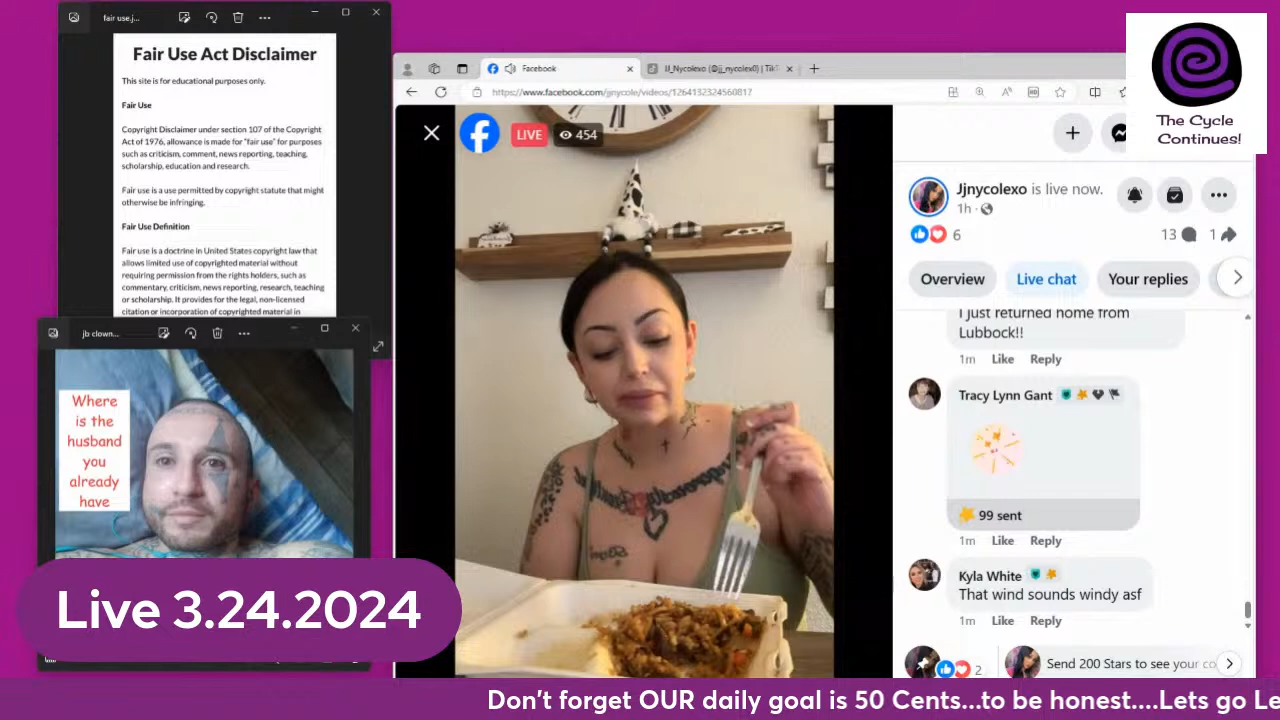 fair use.j...
Fair Use Act Disclaimer
This site is for educational purposes only.
Fair Use
Copyright Disclaimer under section 107 of the Copyright
Act of 1976, allowance is made for "fair use" for purposes
such as criticism, comment, news reporting, teaching,
scholarship, education and research.
Fair use is a use permitted by copyright statute that might
otherwise be infringing.
Fair Use Definition
Fair use is a doctrine in United States copyright law that
allows limited use of copyrighted material without
requiring permission from the rights holders, such as
commentary, criticism, news reporting, research, teaching
or scholarship. It provides for the legal, non-licensed
citation or incorporation of copyrighted material in
jb clown...
Where
is the
husband
you
already
have
Live 3.24.2024
Facebook
JJ_Nycolexo (@jj_nycolex0) | Tik
https://www.facebook.com/jjnycole/videos/1264132324560817
LIVE
454
The Cycle
Continues!
Jjnycolexo is live now.
1h
6
13
1
Overview
Live chat
Your replies
I just returned home from
Lubbock!!
1m Like Reply
Tracy Lynn Gant
99 sent
1m Like Reply
Kyla White
That wind sounds windy asf
1m Like Reply
2
Send 200 Stars to see your co
Don't forget OUR daily goal is 50 Cents...to be honest....Lets go Le